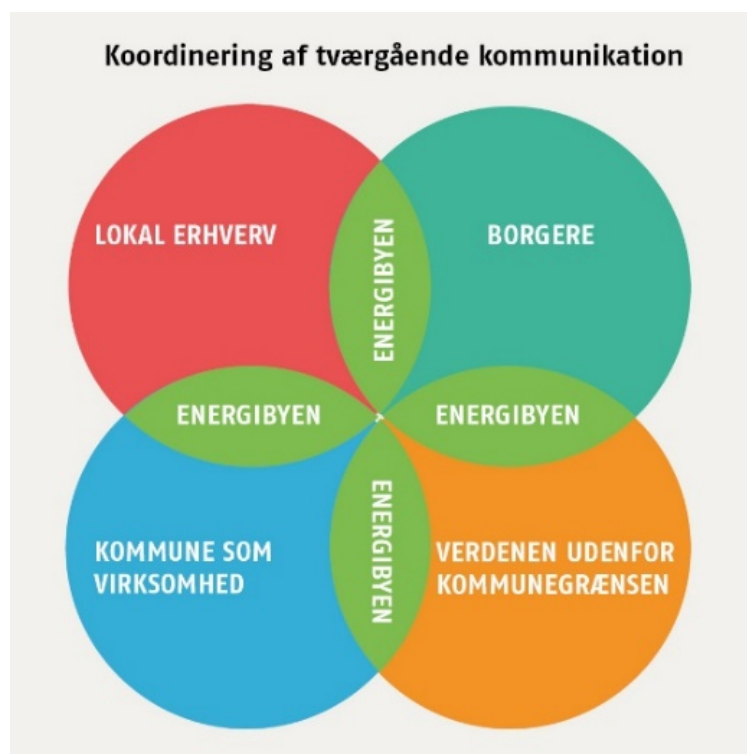 Koordinering af tværgående kommunikation
LOKAL ERHVERV
ENERGIBYEN
BORGERE
ENERGIBYEN
ENERGIBYEN
KOMMUNE SOM
VIRKSOMHED
ENERGIBYEN
VERDENEN UDENFOR
KOMMUNEGRÆNSEN